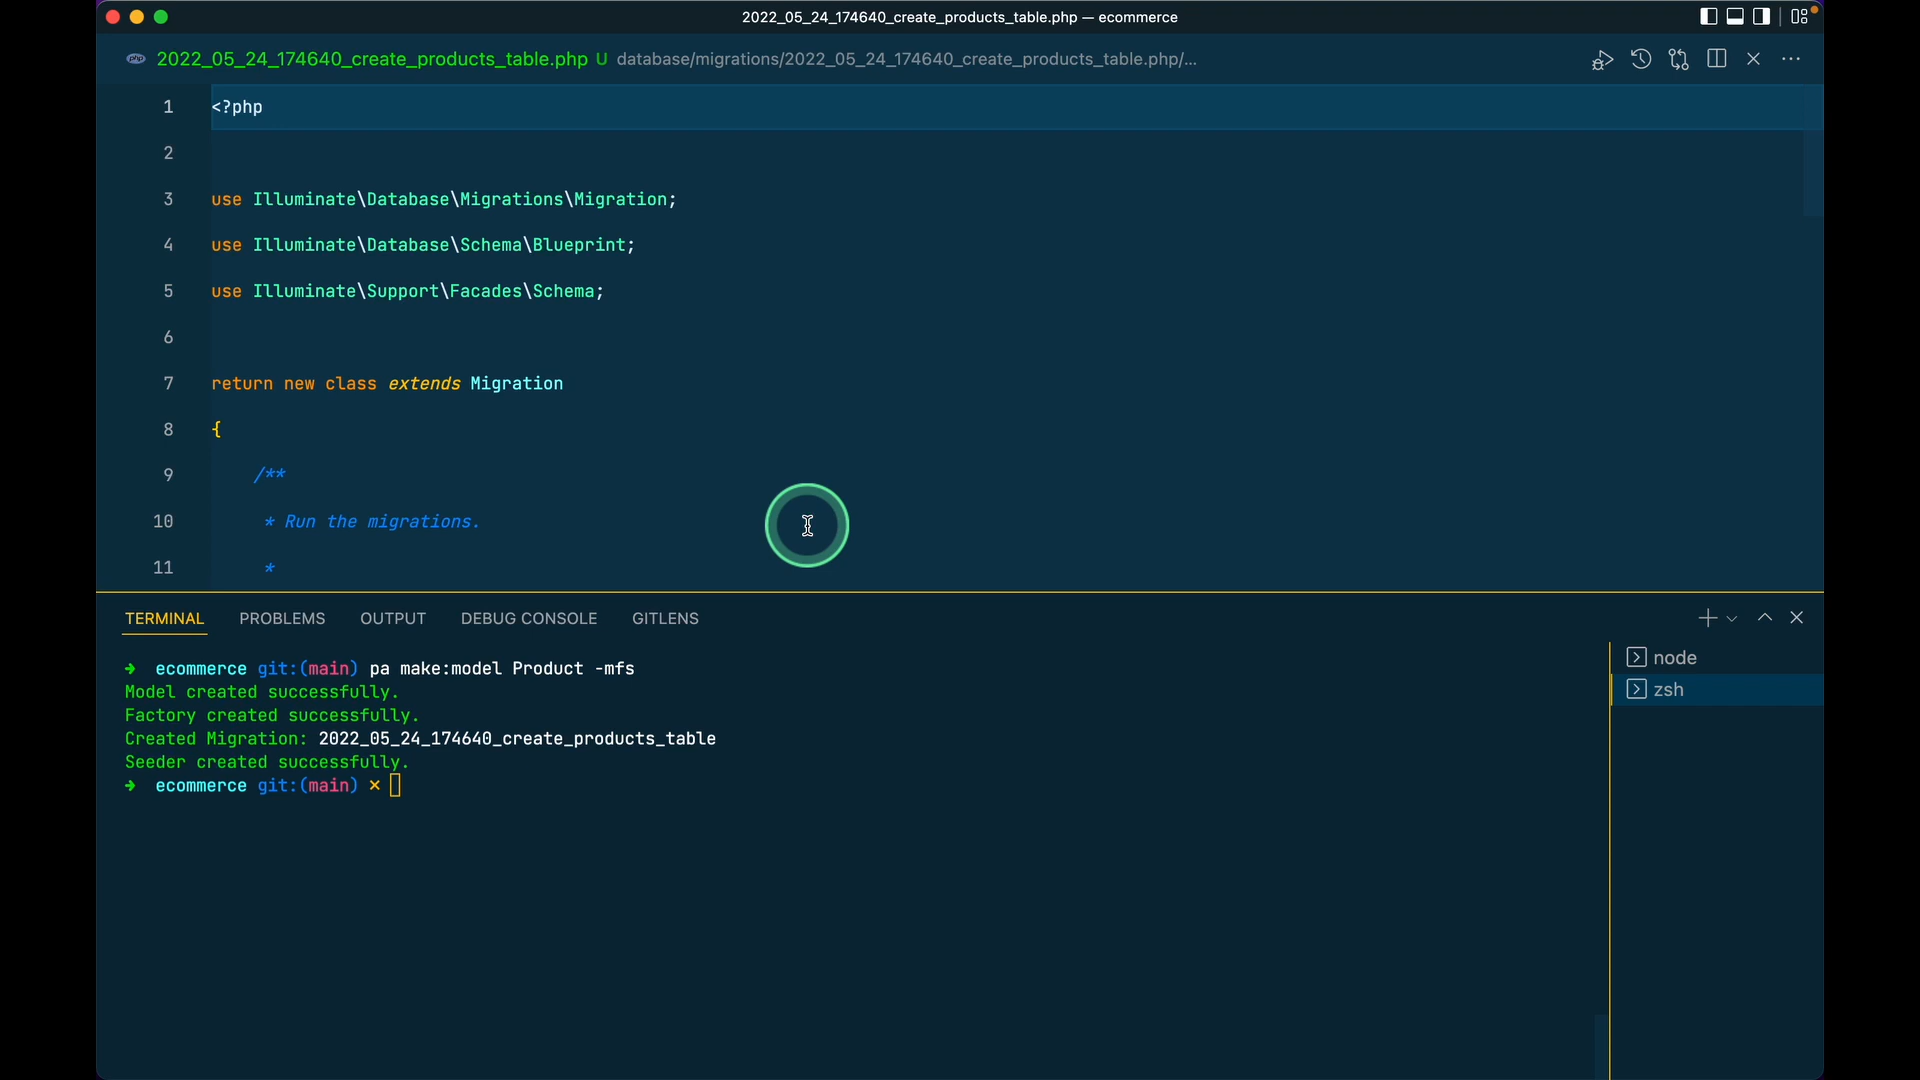 2022_05_24_174640_create_products_table.php — ecommerce
php 2022_05_24_174640_create_products_table.php U database/migrations/2022_05_24_174640_create_products_table.php/...
1 <?php
2
3 use Illuminate\Database\Migrations\Migration;
4 use Illuminate\Database\Schema\Blueprint;
5 use Illuminate\Support\Facades\Schema;
6
7 return new class extends Migration
8 {
9 /**
10 * Run the migrations.
11 *
TERMINAL PROBLEMS OUTPUT DEBUG CONSOLE GITLENS
➜ ecommerce git:(main) pa make:model Product -mfs
Model created successfully.
Factory created successfully.
Created Migration: 2022_05_24_174640_create_products_table
Seeder created successfully.
➜ ecommerce git:(main) ×
node
zsh